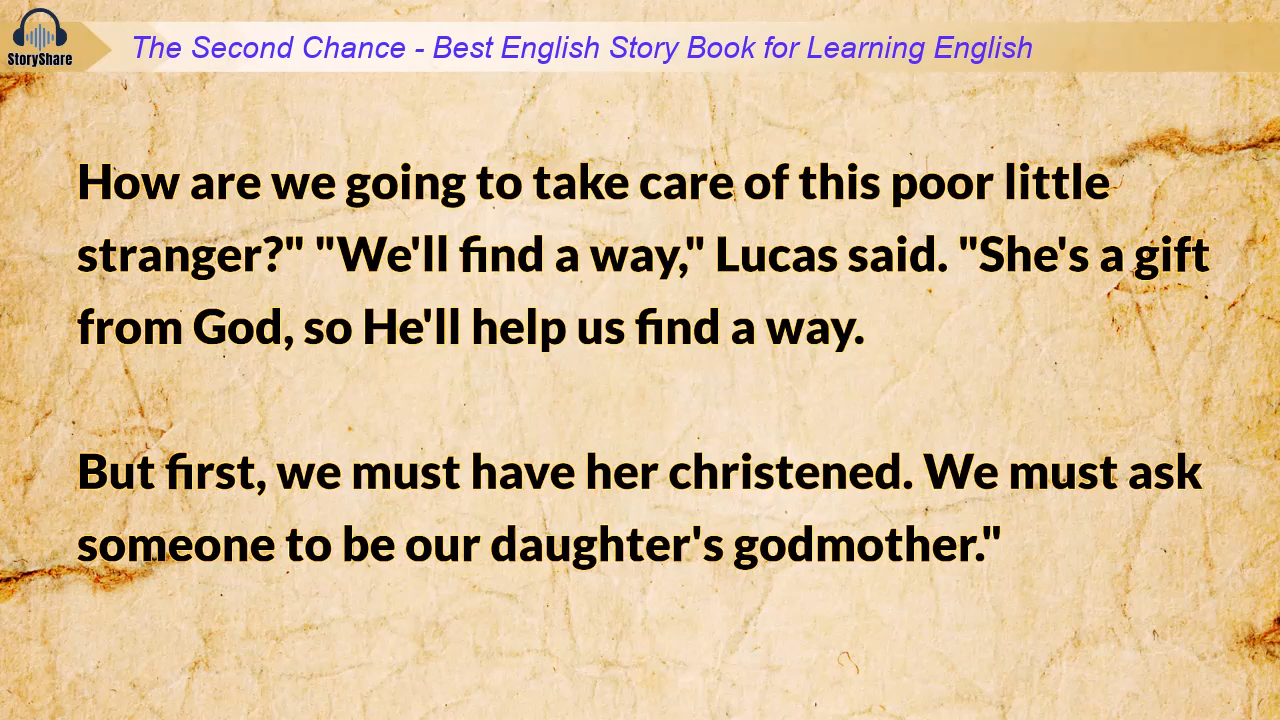 StoryShare
The Second Chance - Best English Story Book for Learning English
How are we going to take care of this poor little
stranger?" "We'll find a way," Lucas said. "She's a gift
from God, so He'll help us find a way.
But first, we must have her christened. We must ask
someone to be our daughter's godmother."